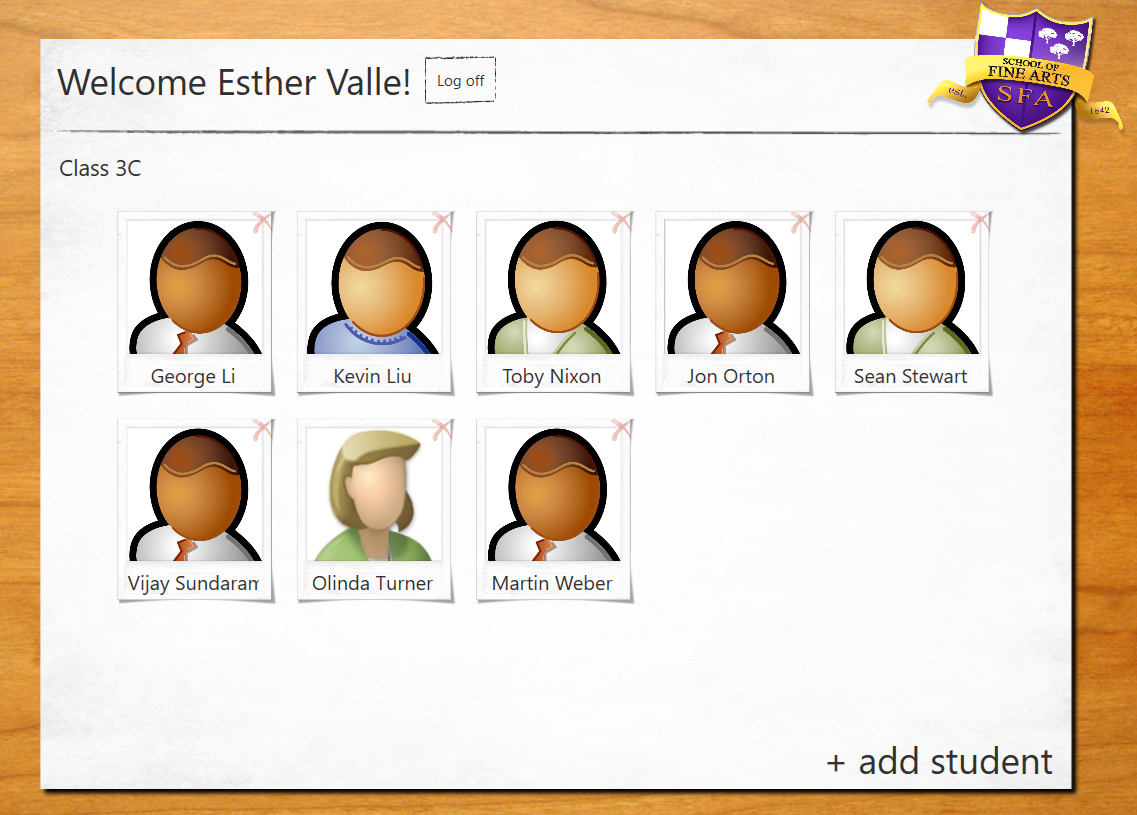 Welcome Esther Valle!
Log off
SCHOOL OF
FINE ARTS
SFA
est.
1842
Class 3C
George Li
Kevin Liu
Toby Nixon
Jon Orton
Sean Stewart
Vijay Sundaram
Olinda Turner
Martin Weber
+ add student